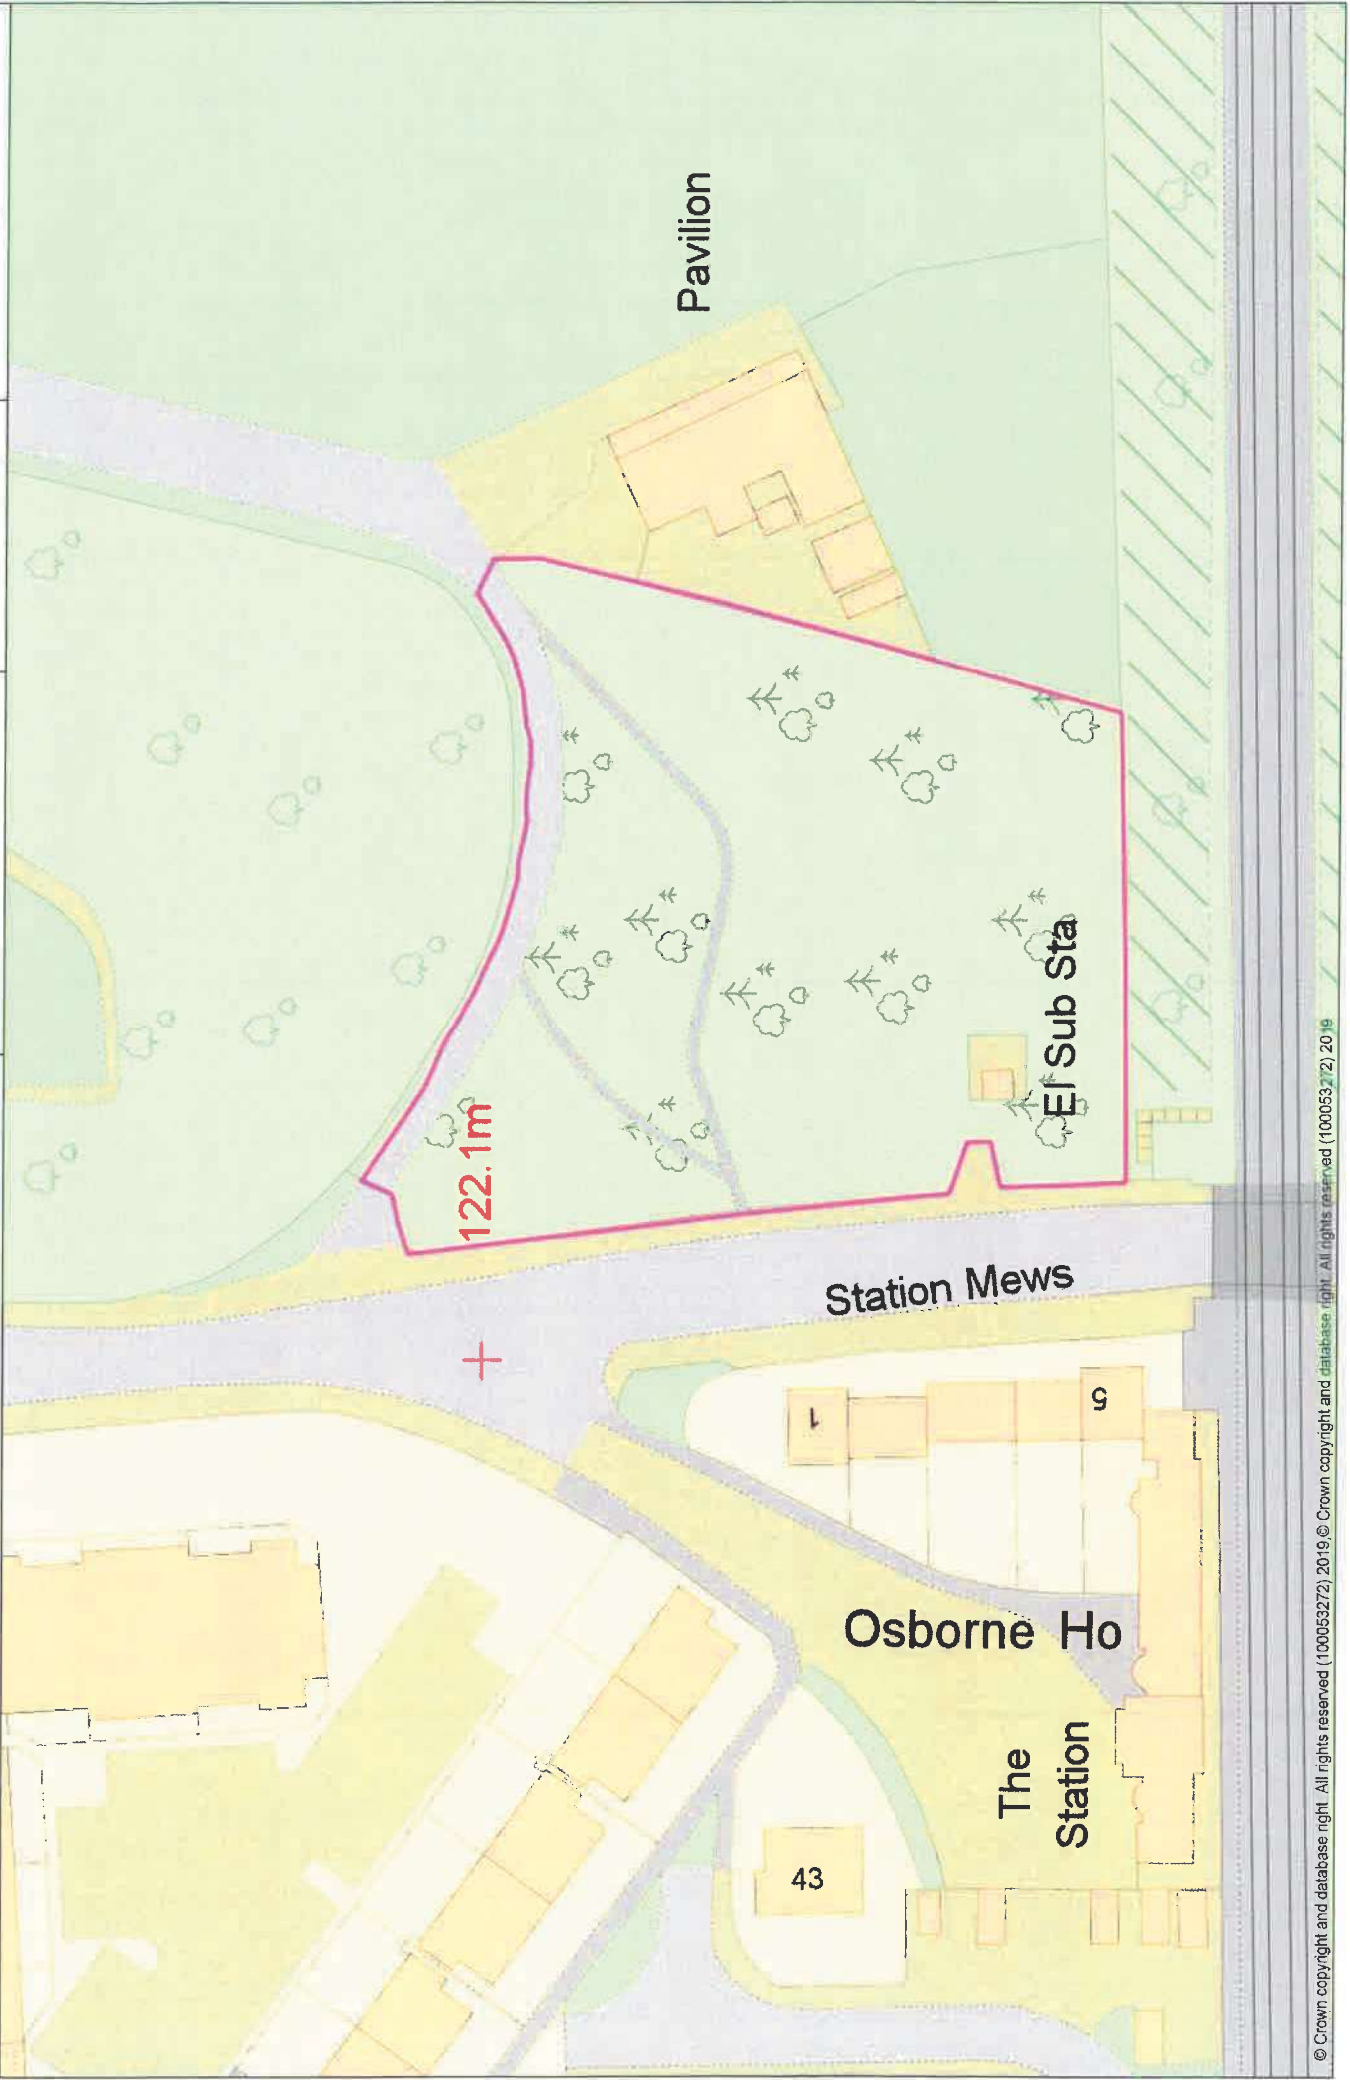 Pavilion
122.1m
El Sub Sta
Station Mews
1
5
Osborne Ho
The
Station
43
© Crown copyright and database right. All rights reserved (100053272) 2019,© Crown copyright and database right. All rights reserved (100053272) 2019